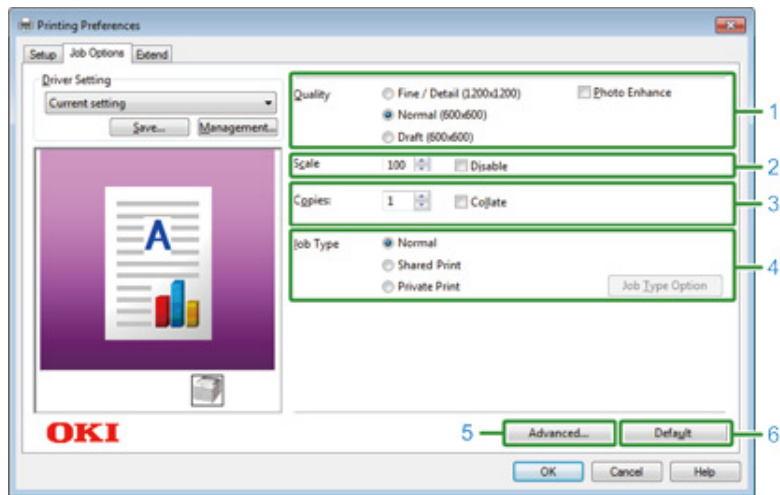 Printing Preferences
Setup Job Options Extend
Driver Setting
Current setting
Save... Management...
Quality Fine / Detail (1200x1200) Photo Enhance
Normal (600x600)
Draft (600x600)
1
Scale 100 Disable
2
Copies: 1 Collate
3
Job Type Normal
Shared Print
Private Print Job Type Option
4
A
OKI
5 Advanced... Default 6
OK Cancel Help